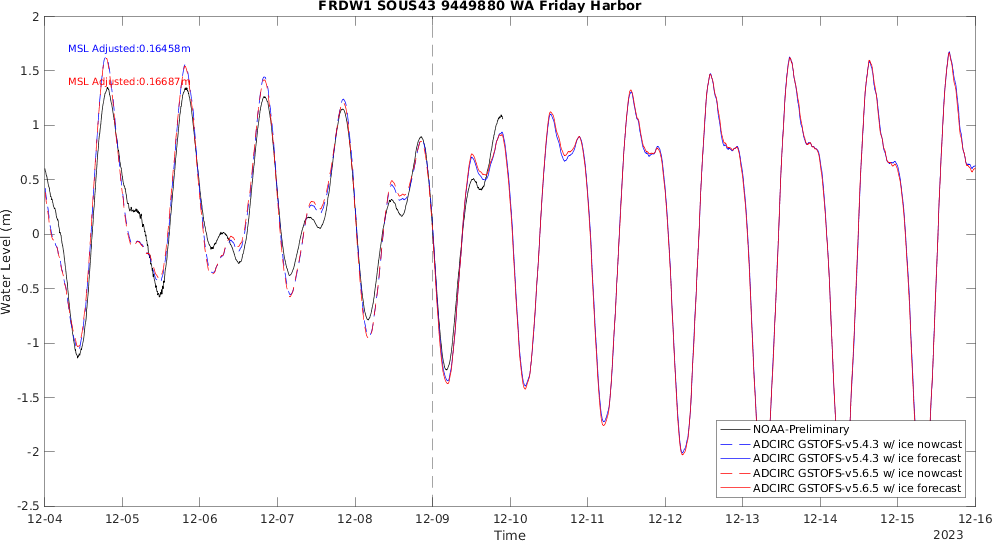 FRDW1 SOUS43 9449880 WA Friday Harbor
MSL Adjusted:0.16458m
MSL Adjusted:0.16687m
Water Level (m)
2
1.5
1
0.5
0
-0.5
-1
-1.5
-2
-2.5
NOAA-Preliminary
ADCIRC GSTOFS-v5.4.3 w/ ice nowcast
ADCIRC GSTOFS-v5.4.3 w/ ice forecast
ADCIRC GSTOFS-v5.6.5 w/ ice nowcast
ADCIRC GSTOFS-v5.6.5 w/ ice forecast
12-04 12-05 12-06 12-07 12-08 12-09 12-10 12-11 12-12 12-13 12-14 12-15 12-16
Time
2023